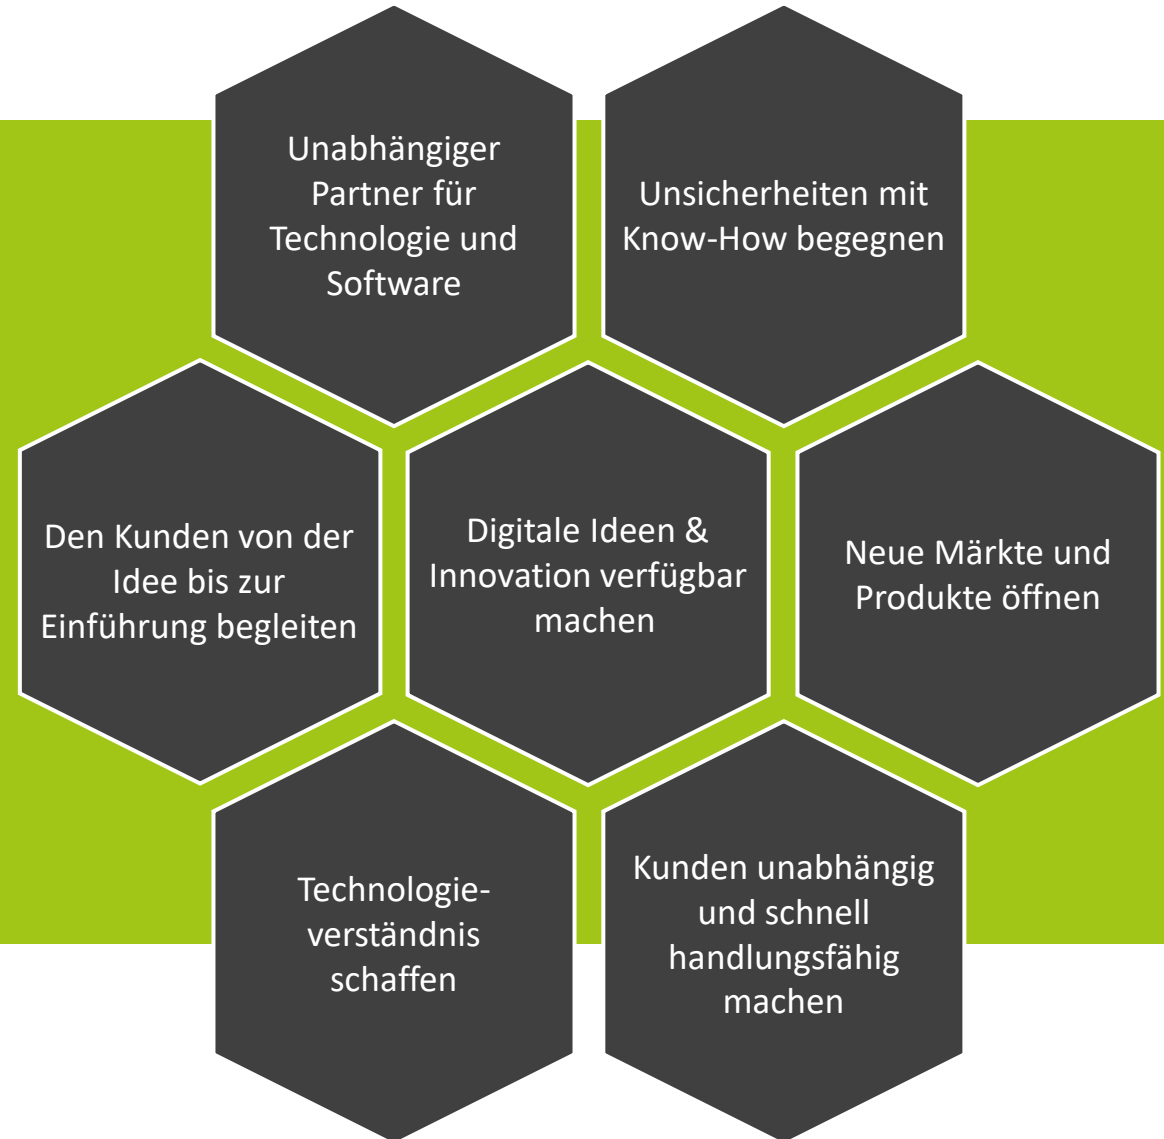 Unabhängiger
Partner für
Technologie und
Software
Unsicherheiten mit
Know-How begegnen
Den Kunden von der
Idee bis zur
Einführung begleiten
Digitale Ideen &
Innovation verfügbar
machen
Neue Märkte und
Produkte öffnen
Technologie-
verständnis
schaffen
Kunden unabhängig
und schnell
handlungsfähig
machen